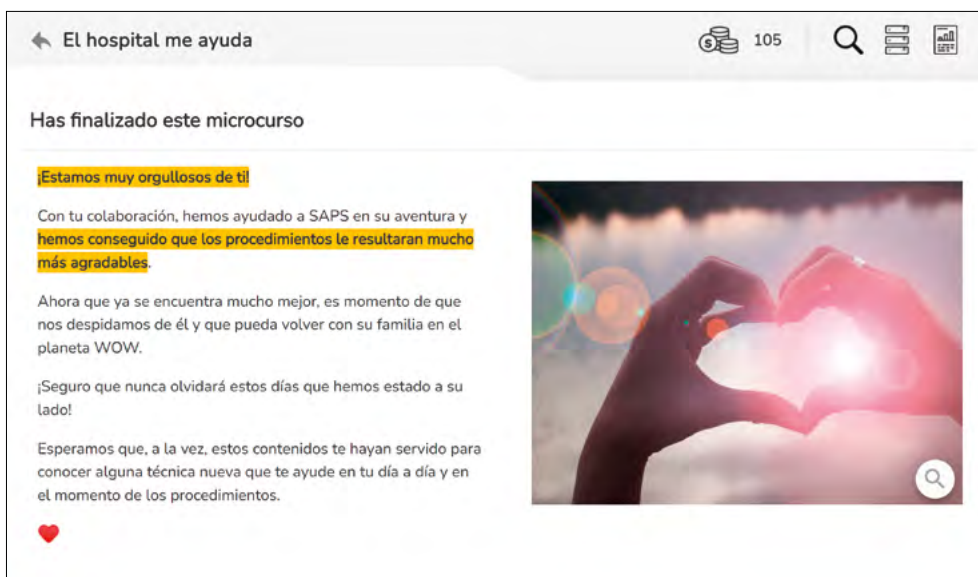 El hospital me ayuda
105
Has finalizado este microcurso
¡Estamos muy orgullosos de ti!
Con tu colaboración, hemos ayudado a SAPS en su aventura y
hemos conseguido que los procedimientos le resultaran mucho
más agradables.
Ahora que ya se encuentra mucho mejor, es momento de que
nos despidamos de él y que pueda volver con su familia en el
planeta WOW.
¡Seguro que nunca olvidará estos días que hemos estado a su
lado!
Esperamos que, a la vez, estos contenidos te hayan servido para
conocer alguna técnica nueva que te ayude en tu día a día y en
el momento de los procedimientos.